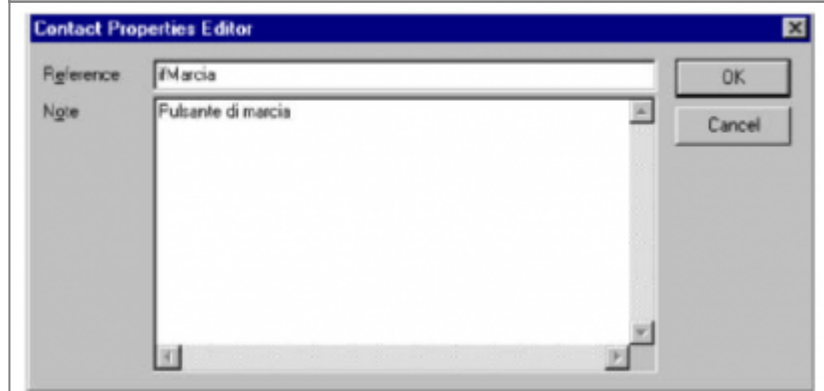 Contact Properties Editor
Reference ifMarcia OK
Note Pulsante di marcia Cancel